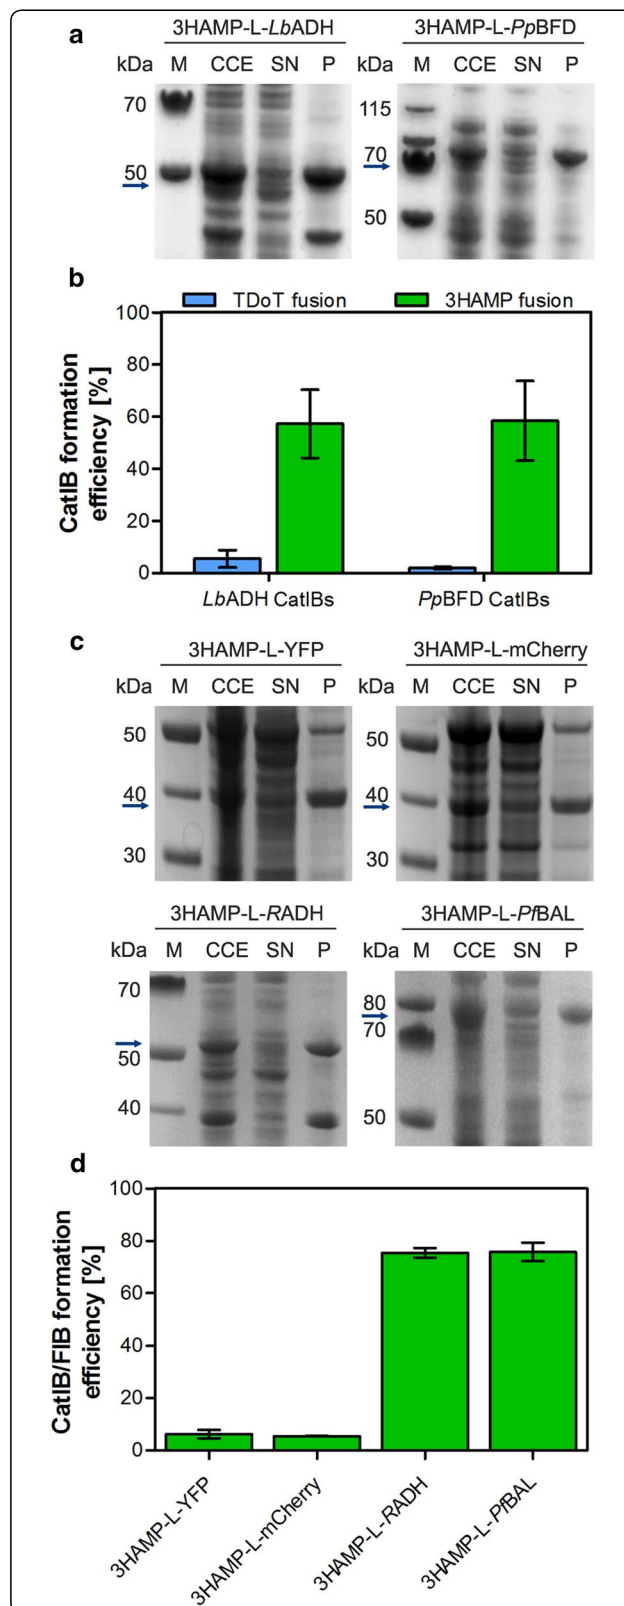 a
3HAMP-L-LbADH 3HAMP-L-PpBFD
kDa M CCE SN P kDa M CCE SN P
70
50
115
70
50
b
TDoT fusion 3HAMP fusion
CatIB formation
efficiency [%]
100
80
60
40
20
0
LbADH CatIBs PpBFD CatIBs
c
3HAMP-L-YFP 3HAMP-L-mCherry
kDa M CCE SN P kDa M CCE SN P
50
40
30
50
40
30
3HAMP-L-RADH 3HAMP-L-PfBAL
kDa M CCE SN P kDa M CCE SN P
70
50
40
80
70
50
d
CatIB/FIB formation
efficiency [%]
100
80
60
40
20
0
3HAMP-L-YFP
3HAMP-L-mCherry
3HAMP-L-RADH
3HAMP-L-PfBAL